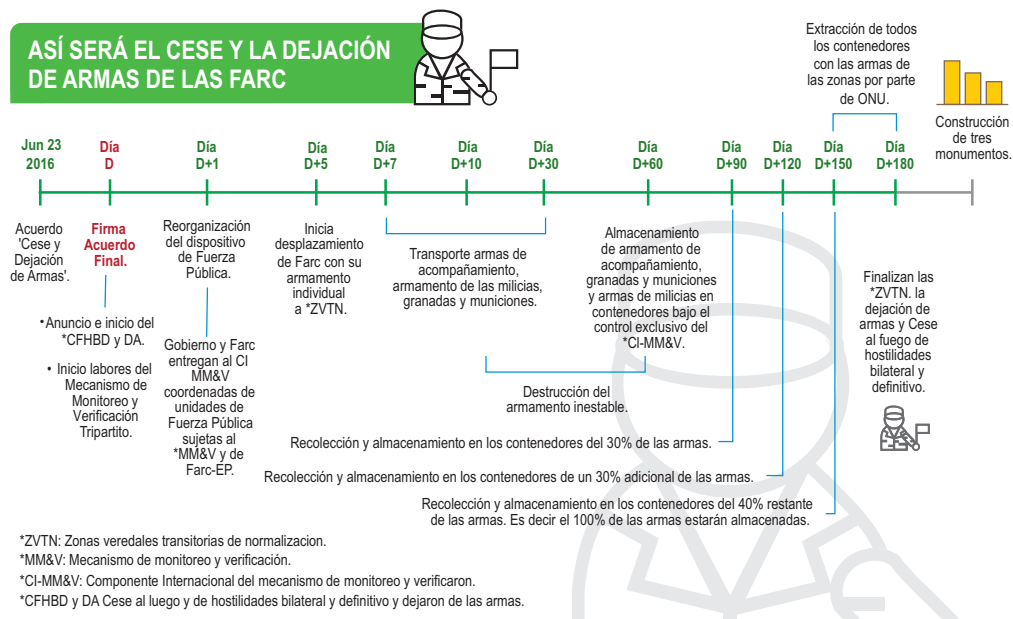 ASÍ SERÁ EL CESE Y LA DEJACIÓN
DE ARMAS DE LAS FARC
Extracción de todos
los contenedores
con las armas de
las zonas por parte
de ONU.
Construcción
de tres
monumentos.
Jun 23
2016
Día
D
Día
D+1
Día
D+5
Día
D+7
Día
D+10
Día
D+30
Día
D+60
Día
D+90
Día
D+120
Día
D+150
Día
D+180
Acuerdo
'Cese y
Dejación
de Armas'.
Firma
Acuerdo
Final.
•Anuncio e inicio del
*CFHBD y DA.
• Inicio labores del
Mecanismo de
Monitoreo y
Verificación
Tripartito.
Reorganización
del dispositivo
de Fuerza
Pública.
Gobierno y Farc
entregan al CI
MM&V
coordenadas de
unidades de
Fuerza Pública
sujetas al
*MM&V y de
Farc-EP.
Inicia
desplazamiento
de Farc con su
armamento
individual
a *ZVTN.
Transporte armas de
acompañamiento,
armamento de las milicias,
granadas y municiones.
Almacenamiento
de armamento de
acompañamiento,
granadas y municiones
y armas de milicias en
contenedores bajo el
control exclusivo del
*CI-MM&V.
Destrucción del
armamento inestable.
Finalizan las
*ZVTN. la
dejación de
armas y Cese
al fuego de
hostilidades
bilateral y
definitivo.
Recolección y almacenamiento en los contenedores del 30% de las armas.
Recolección y almacenamiento en los contenedores de un 30% adicional de las armas.
Recolección y almacenamiento en los contenedores del 40% restante
de las armas. Es decir el 100% de las armas estarán almacenadas.
*ZVTN: Zonas veredales transitorias de normalizacion.
*MM&V: Mecanismo de monitoreo y verificación.
*CI-MM&V: Componente Internacional del mecanismo de monitoreo y verificaron.
*CFHBD y DA Cese al luego y de hostilidades bilateral y definitivo y dejaron de las armas.